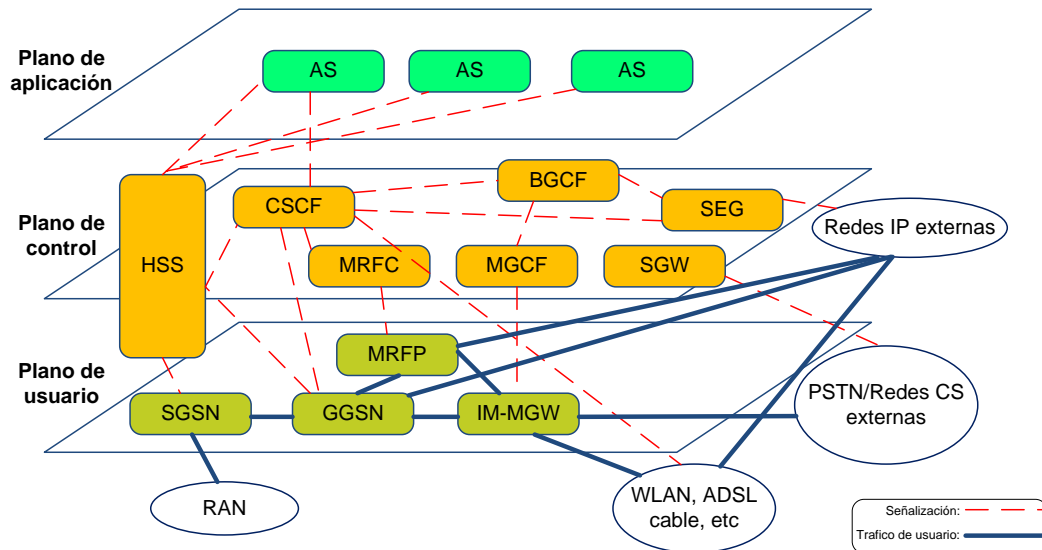 Plano de
aplicación
AS
AS
AS
Plano de
control
HSS
CSCF
BGCF
SEG
MRFC
MGCF
SGW
Redes IP externas
Plano de
usuario
MRFP
SGSN
GGSN
IM-MGW
PSTN/Redes CS
externas
RAN
WLAN, ADSL
cable, etc
Señalización:
Trafico de usuario: